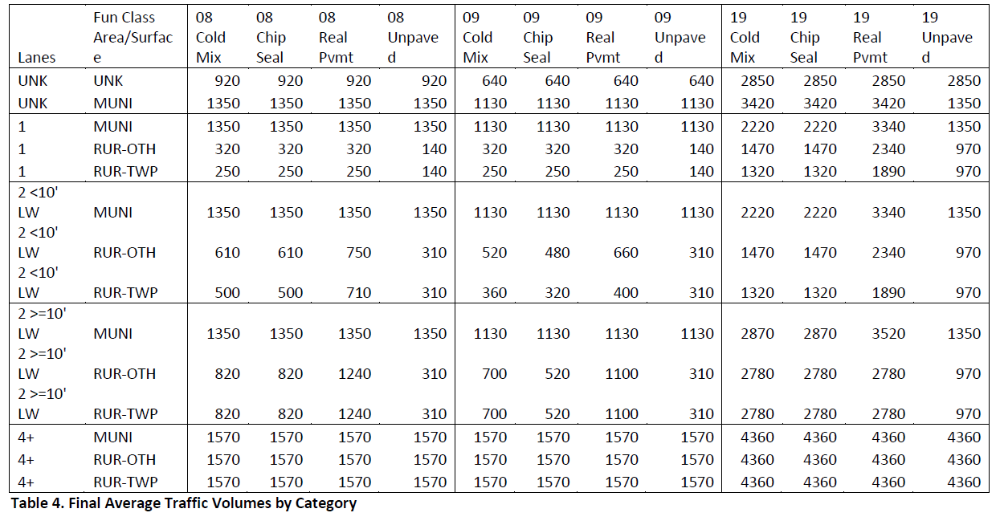 Fun Class 08 08 08 08 09 09 09 09 19 19 19 19
Area/Surfac Cold Chip Real Unpave Cold Chip Real Unpave Cold Chip Real Unpave
Lanes e Mix Seal Pvmt d Mix Seal Pvmt d Mix Seal Pvmt d
UNK UNK 920 920 920 920 640 640 640 640 2850 2850 2850 2850
UNK MUNI 1350 1350 1350 1350 1130 1130 1130 1130 3420 3420 3420 1350
1 MUNI 1350 1350 1350 1350 1130 1130 1130 1130 2220 2220 3340 1350
1 RUR-OTH 320 320 320 140 320 320 320 140 1470 1470 2340 970
1 RUR-TWP 250 250 250 140 250 250 250 140 1320 1320 1890 970
2 <10'
LW MUNI 1350 1350 1350 1350 1130 1130 1130 1130 2220 2220 3340 1350
2 <10'
LW RUR-OTH 610 610 750 310 520 480 660 310 1470 1470 2340 970
2 <10'
LW RUR-TWP 500 500 710 310 360 320 400 310 1320 1320 1890 970
2 >=10'
LW MUNI 1350 1350 1350 1350 1130 1130 1130 1130 2870 2870 3520 1350
2 >=10'
LW RUR-OTH 820 820 1240 310 700 520 1100 310 2780 2780 2780 970
2 >=10'
LW RUR-TWP 820 820 1240 310 700 520 1100 310 2780 2780 2780 970
4+ MUNI 1570 1570 1570 1570 1570 1570 1570 1570 4360 4360 4360 4360
4+ RUR-OTH 1570 1570 1570 1570 1570 1570 1570 1570 4360 4360 4360 4360
4+ RUR-TWP 1570 1570 1570 1570 1570 1570 1570 1570 4360 4360 4360 4360
Table 4. Final Average Traffic Volumes by Category